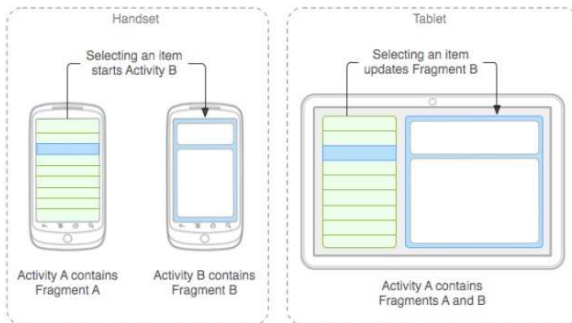 Handset
Selecting an item
starts Activity B
Activity A contains
Fragment A
Activity B contains
Fragment B
Tablet
Selecting an item
updates Fragment B
Activity A contains
Fragments A and B